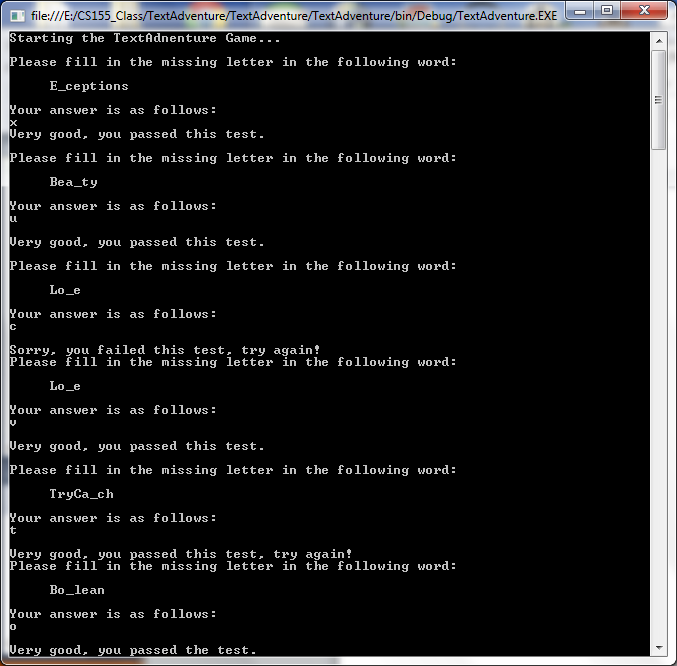 file:///E:/CS155_Class/TextAdventure/TextAdventure/TextAdventure/bin/Debug/TextAdventure.EXE
Starting the TextAdnenture Game...
Please fill in the missing letter in the following word:
E_ceptions
Your answer is as follows:
x
Very good, you passed this test.
Please fill in the missing letter in the following word:
Bea_ty
Your answer is as follows:
u
Very good, you passed this test.
Please fill in the missing letter in the following word:
Lo_e
Your answer is as follows:
c
Sorry, you failed this test, try again!
Please fill in the missing letter in the following word:
Lo_e
Your answer is as follows:
v
Very good, you passed this test.
Please fill in the missing letter in the following word:
TryCa_ch
Your answer is as follows:
t
Very good, you passed this test, try again!
Please fill in the missing letter in the following word:
Bo_lean
Your answer is as follows:
o
Very good, you passed the test.